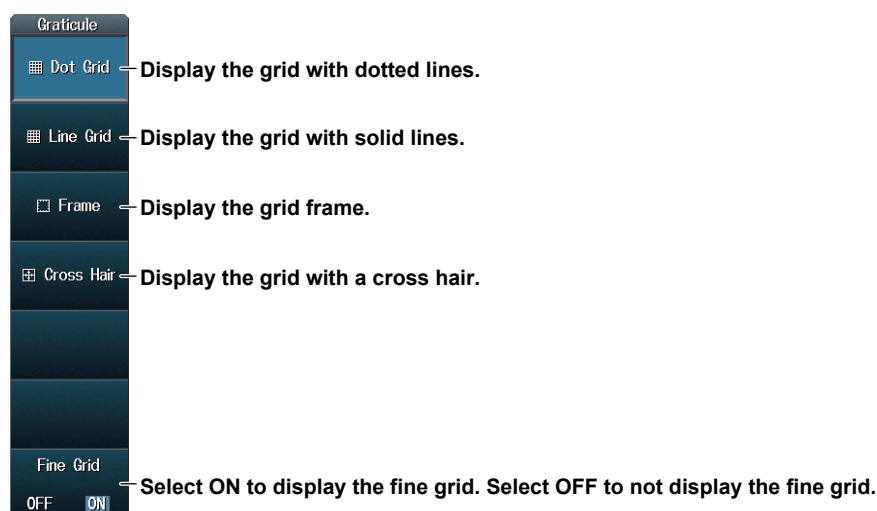 Graticule
Dot Grid
Display the grid with dotted lines.
Line Grid
Display the grid with solid lines.
Frame
Display the grid frame.
Cross Hair
Display the grid with a cross hair.
Fine Grid
Select ON to display the fine grid. Select OFF to not display the fine grid.
OFF ON